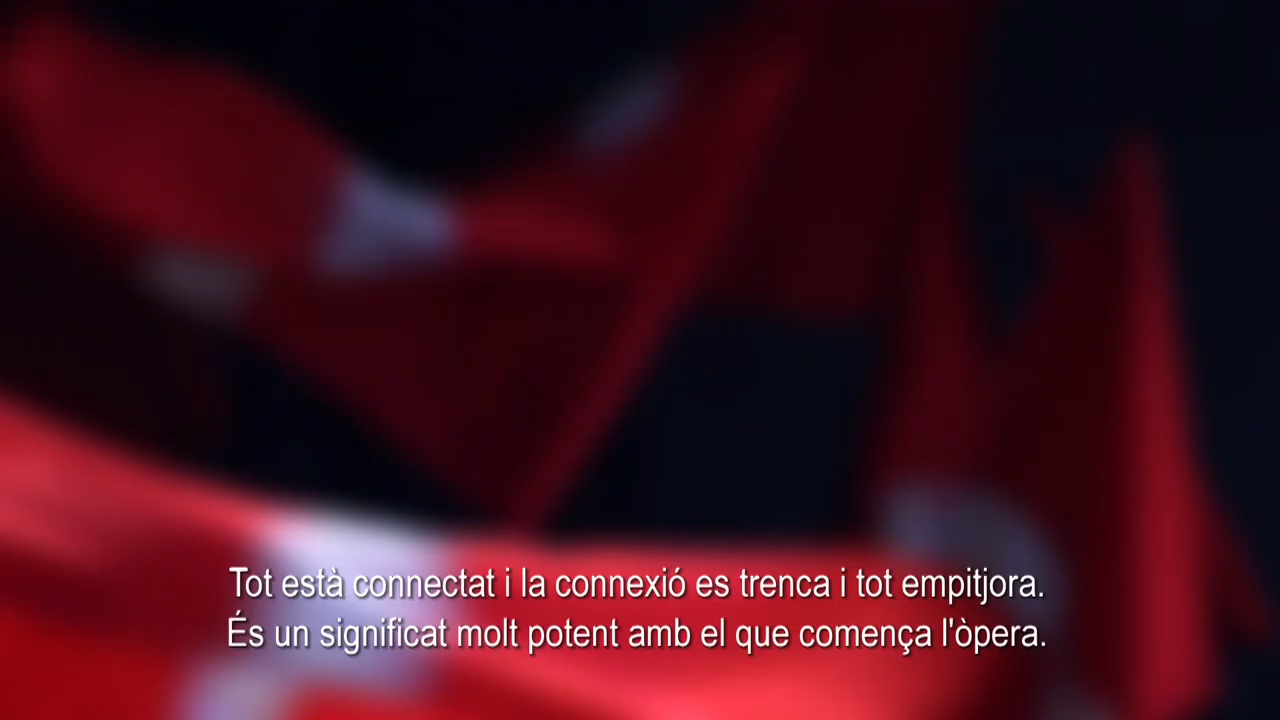 Tot està connectat i la connexió es trenca i tot empitjora.
És un significat molt potent amb el que comença l'òpera.